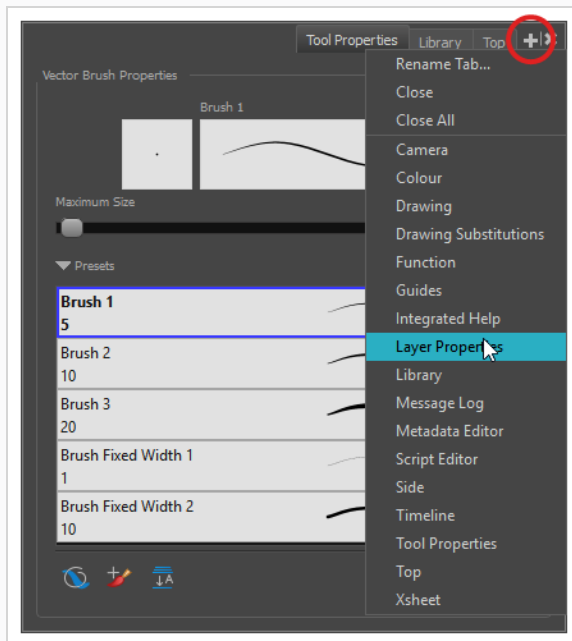 Tool Properties
Library
Top
Vector Brush Properties
Brush 1
Maximum Size
Presets
Brush 1
5
Brush 2
10
Brush 3
20
Brush Fixed Width 1
1
Brush Fixed Width 2
10
Rename Tab...
Close
Close All
Camera
Colour
Drawing
Drawing Substitutions
Function
Guides
Integrated Help
Layer Properties
Library
Message Log
Metadata Editor
Script Editor
Side
Timeline
Tool Properties
Top
Xsheet